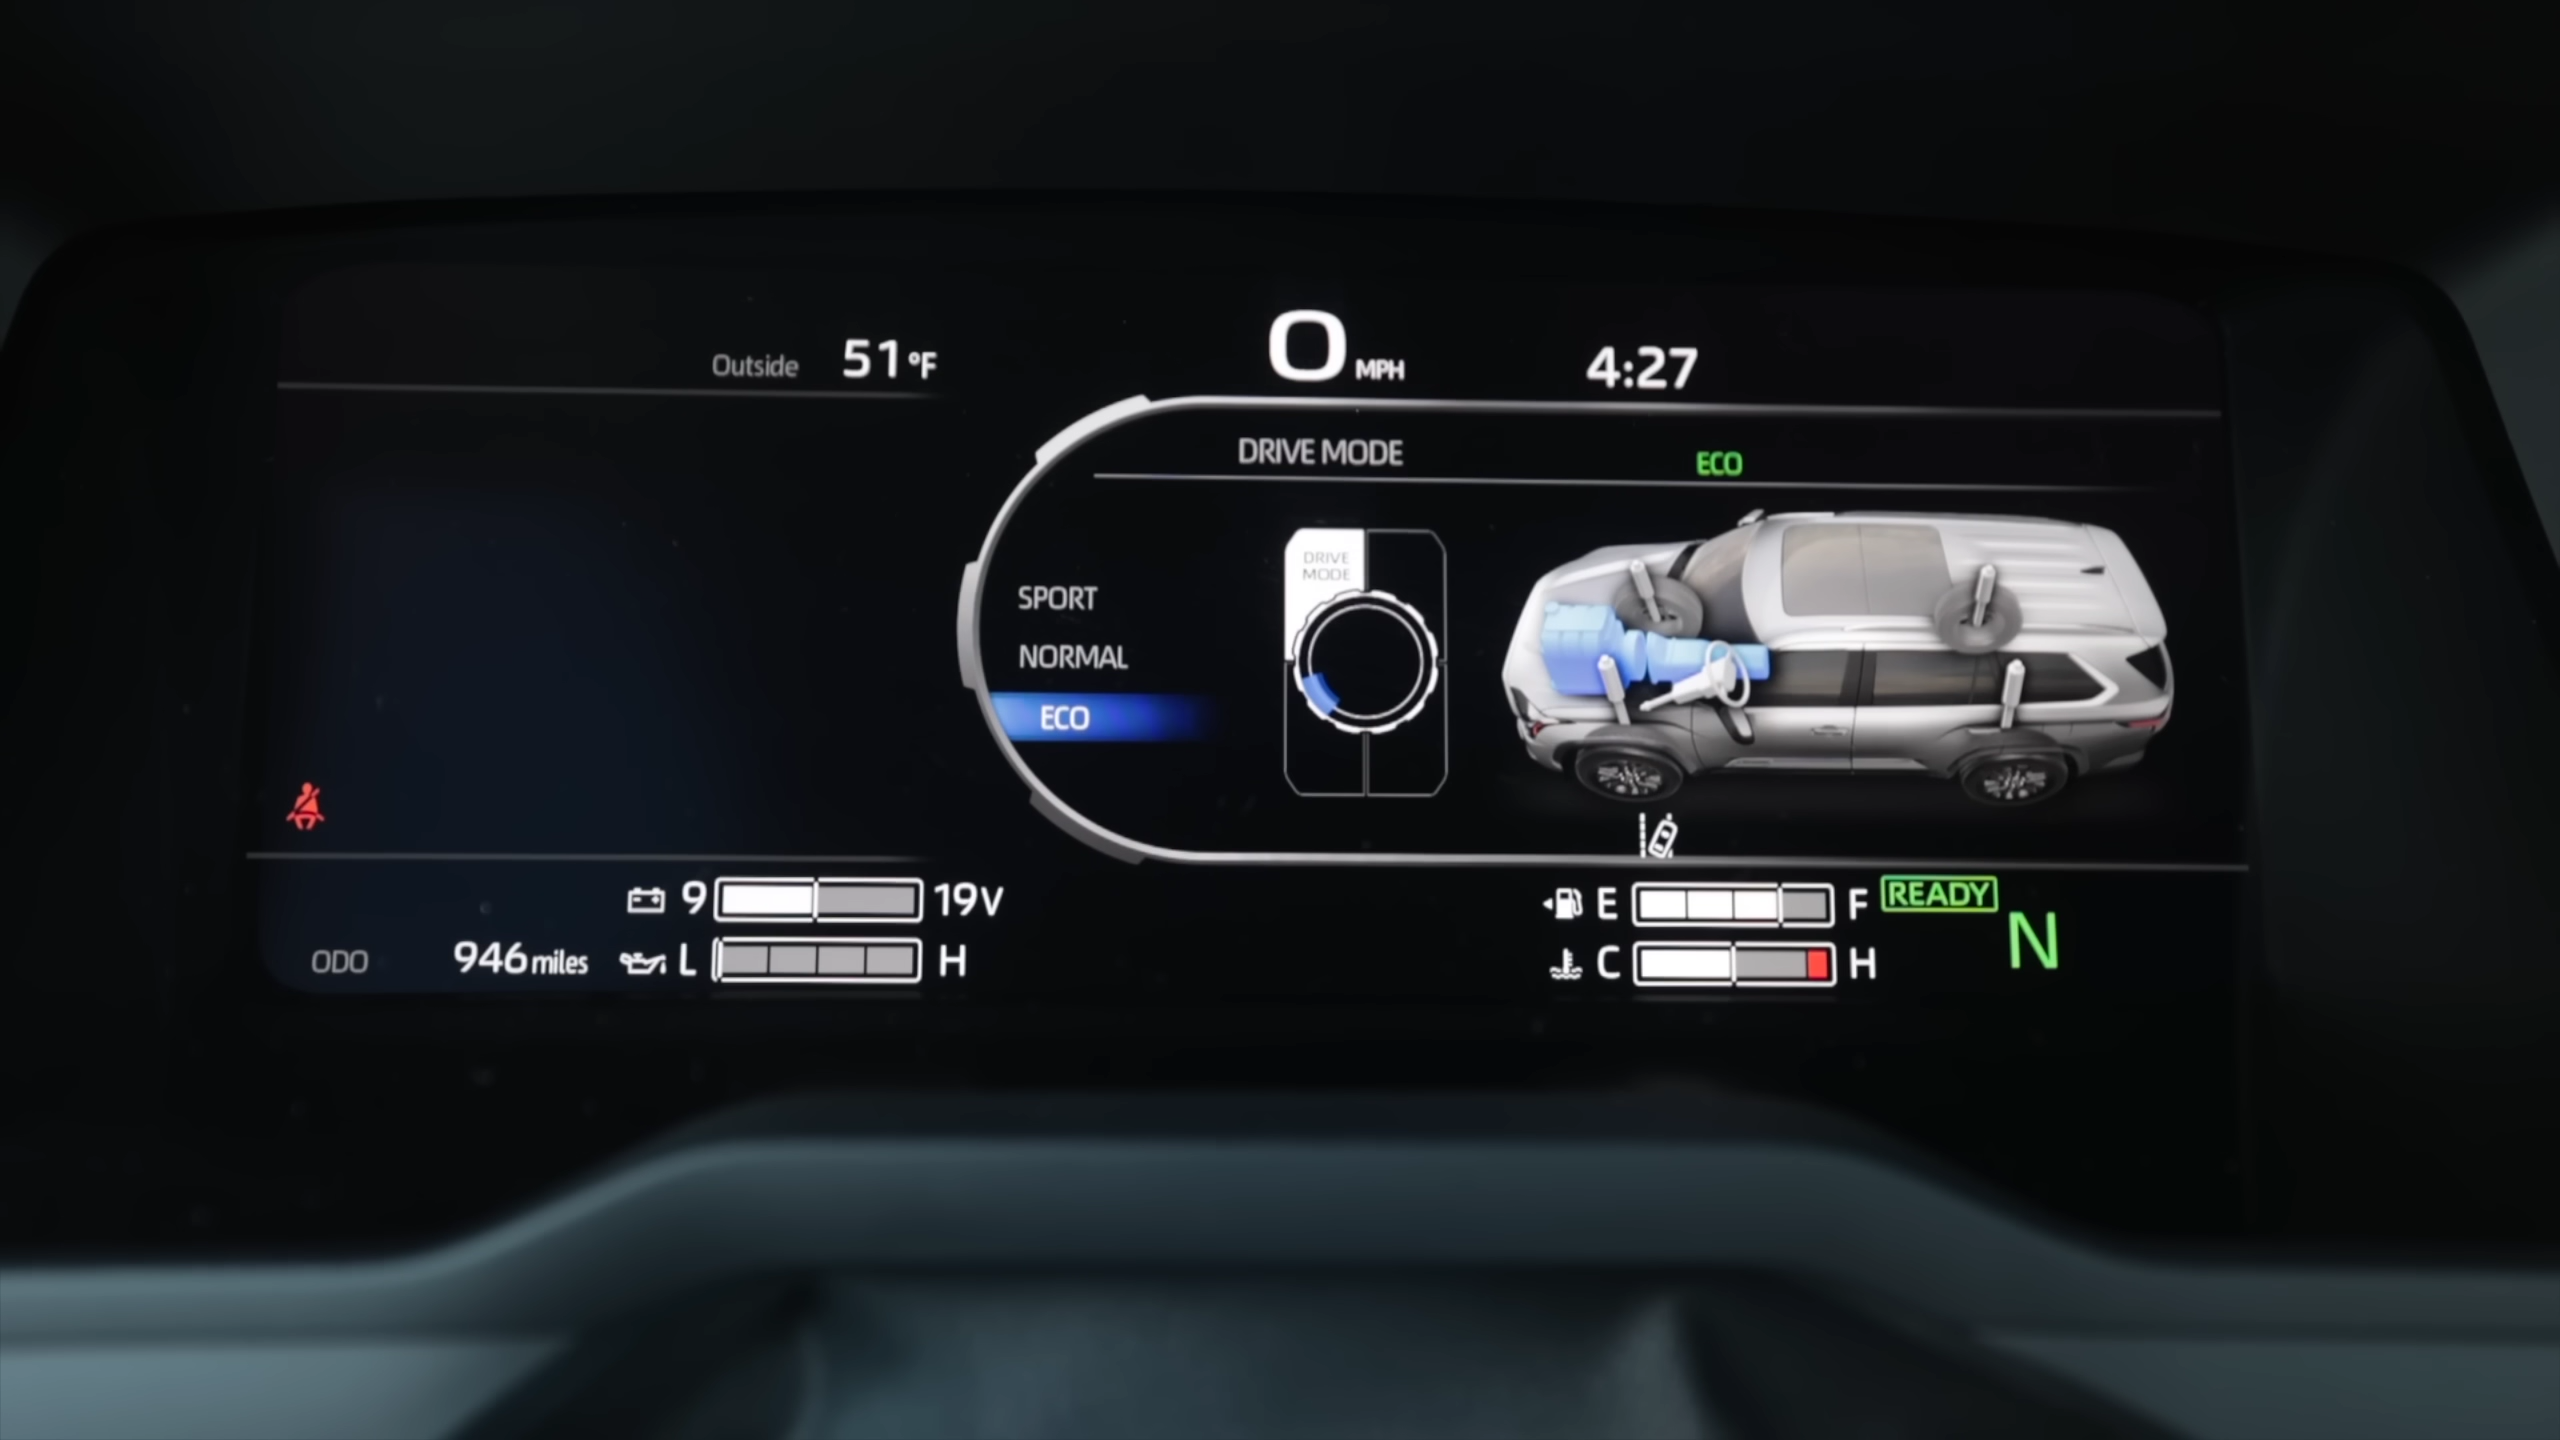 Outside 51°F
0 MPH
4:27
DRIVE MODE
ECO
SPORT
NORMAL
ECO
DRIVE
MODE
9 19V
ODO 946 miles
L H
E F
READY
C H
N